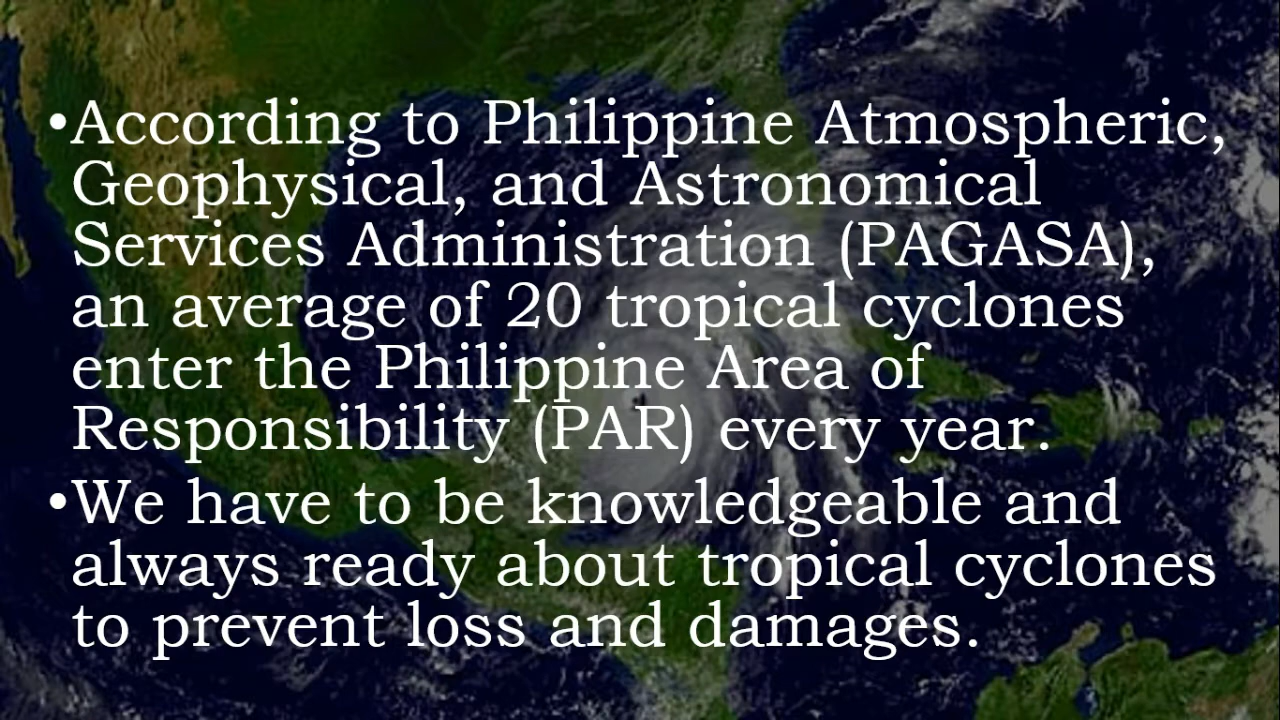 •According to Philippine Atmospheric,
Geophysical, and Astronomical
Services Administration (PAGASA),
an average of 20 tropical cyclones
enter the Philippine Area of
Responsibility (PAR) every year.
•We have to be knowledgeable and
always ready about tropical cyclones
to prevent loss and damages.